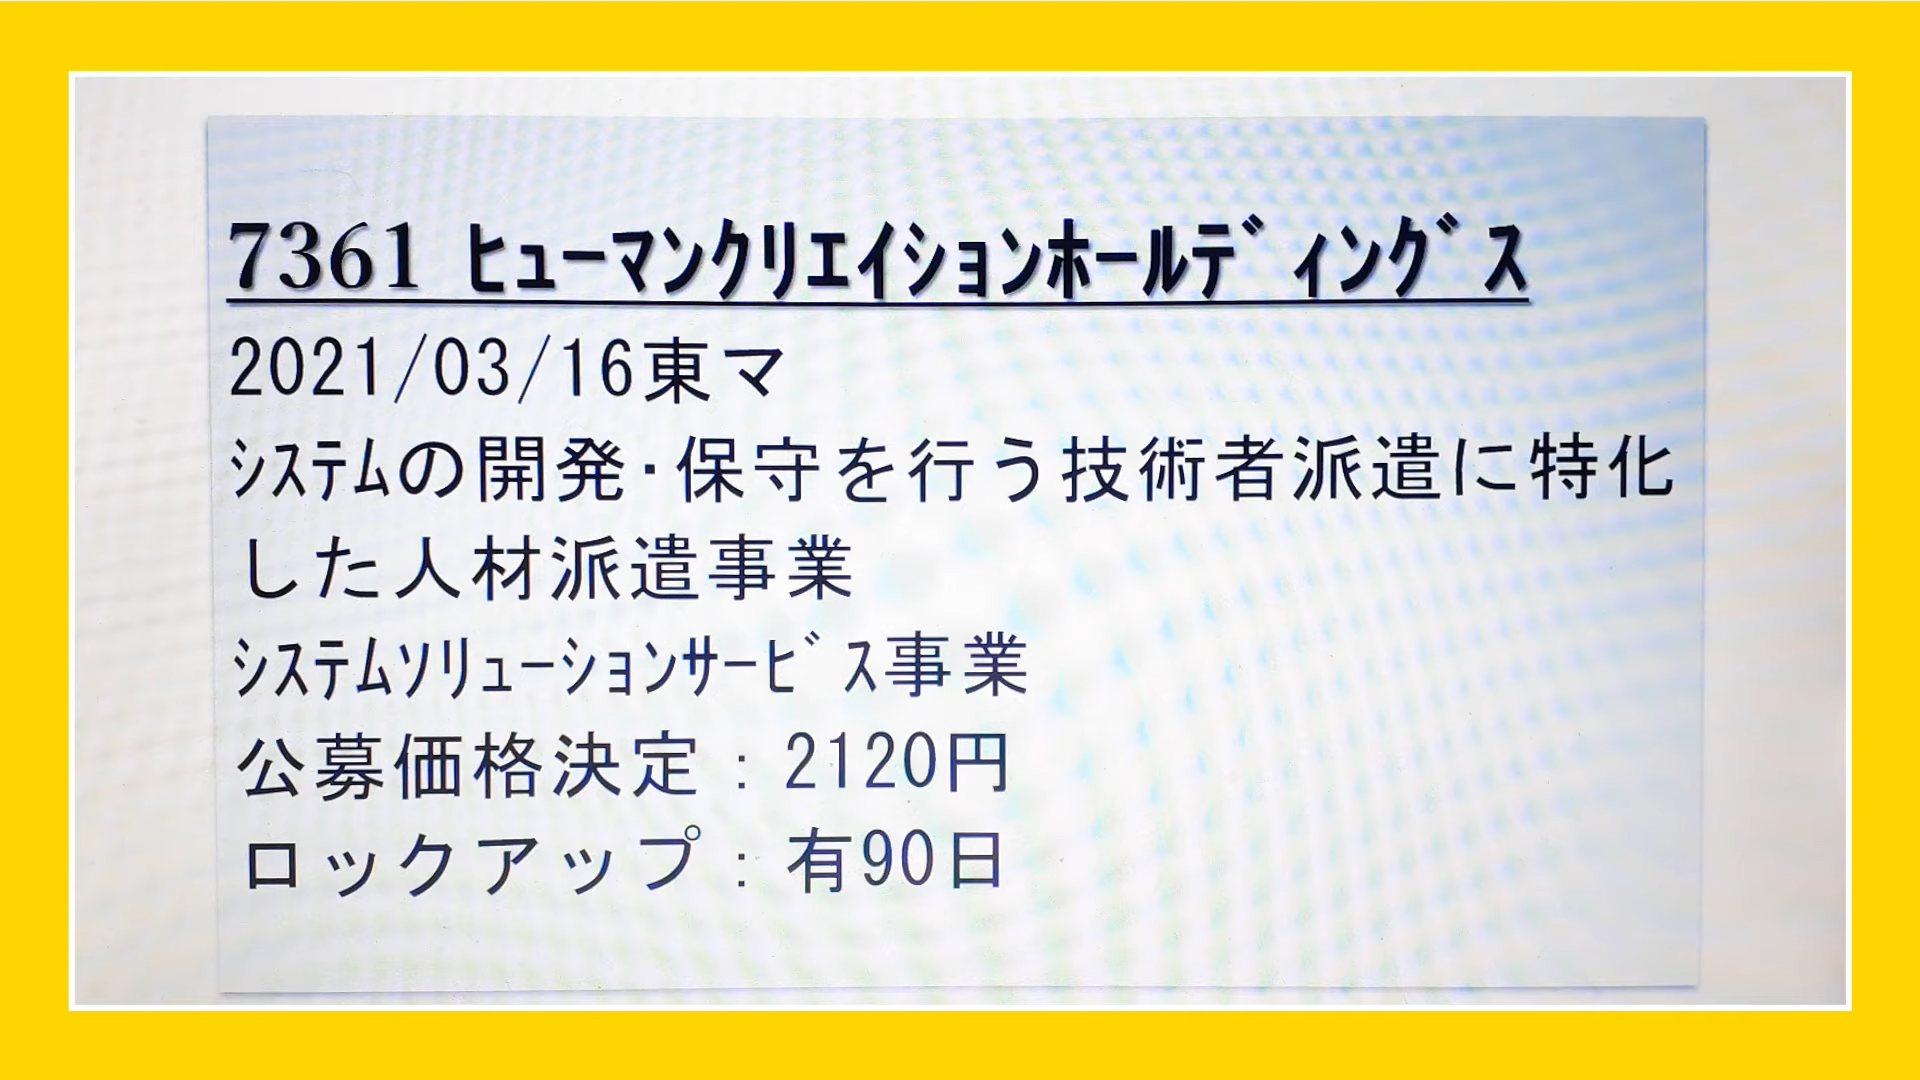 7361 ﾋｭｰﾏﾝｸﾘｴｲｼｮﾝﾎｰﾙﾃﾞｨﾝｸﾞｽ
2021/03/16東マ
ｼｽﾃﾑの開発･保守を行う技術者派遣に特化
した人材派遣事業
ｼｽﾃﾑｿﾘｭｰｼｮﾝｻｰﾋﾞｽ事業
公募価格決定：2120円
ロックアップ：有90日